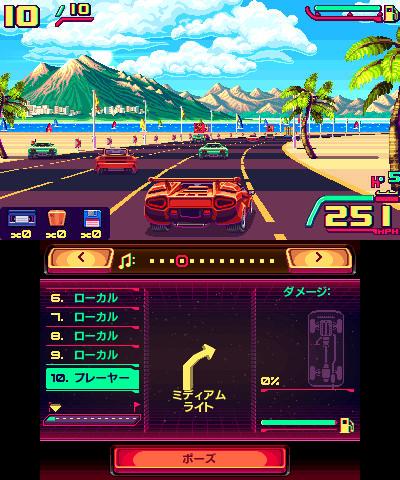 10/10
H 5
251
MPH
x0 x0 x0
6. ローカル
7. ローカル
8. ローカル
9. ローカル
10. プレーヤー
ミディアム
ライト
ダメージ:
0%
ポーズ